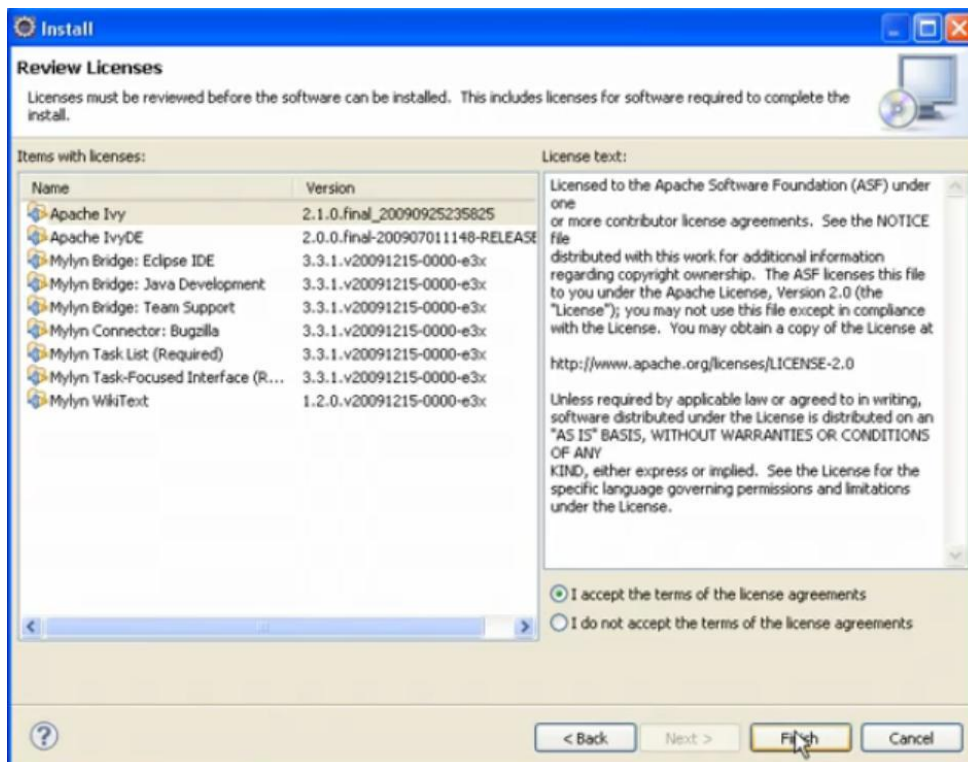 Install
Review Licenses
Licenses must be reviewed before the software can be installed. This includes licenses for software required to complete the
install.
Items with licenses:
Name Version
Apache Ivy 2.1.0.final_20090925235825
Apache IvyDE 2.0.0.final-200907011148-RELEASE
Mylyn Bridge: Eclipse IDE 3.3.1.v20091215-0000-e3x
Mylyn Bridge: Java Development 3.3.1.v20091215-0000-e3x
Mylyn Bridge: Team Support 3.3.1.v20091215-0000-e3x
Mylyn Connector: Bugzilla 3.3.1.v20091215-0000-e3x
Mylyn Task List (Required) 3.3.1.v20091215-0000-e3x
Mylyn Task-Focused Interface (R... 3.3.1.v20091215-0000-e3x
Mylyn WikiText 1.2.0.v20091215-0000-e3x
License text:
Licensed to the Apache Software Foundation (ASF) under
one
or more contributor license agreements. See the NOTICE
file
distributed with this work for additional information
regarding copyright ownership. The ASF licenses this file
to you under the Apache License, Version 2.0 (the
"License"); you may not use this file except in compliance
with the License. You may obtain a copy of the License at
http://www.apache.org/licenses/LICENSE-2.0
Unless required by applicable law or agreed to in writing,
software distributed under the License is distributed on an
"AS IS" BASIS, WITHOUT WARRANTIES OR CONDITIONS
OF ANY
KIND, either express or implied. See the License for the
specific language governing permissions and limitations
under the License.
I accept the terms of the license agreements
I do not accept the terms of the license agreements
? < Back Next > Finish Cancel